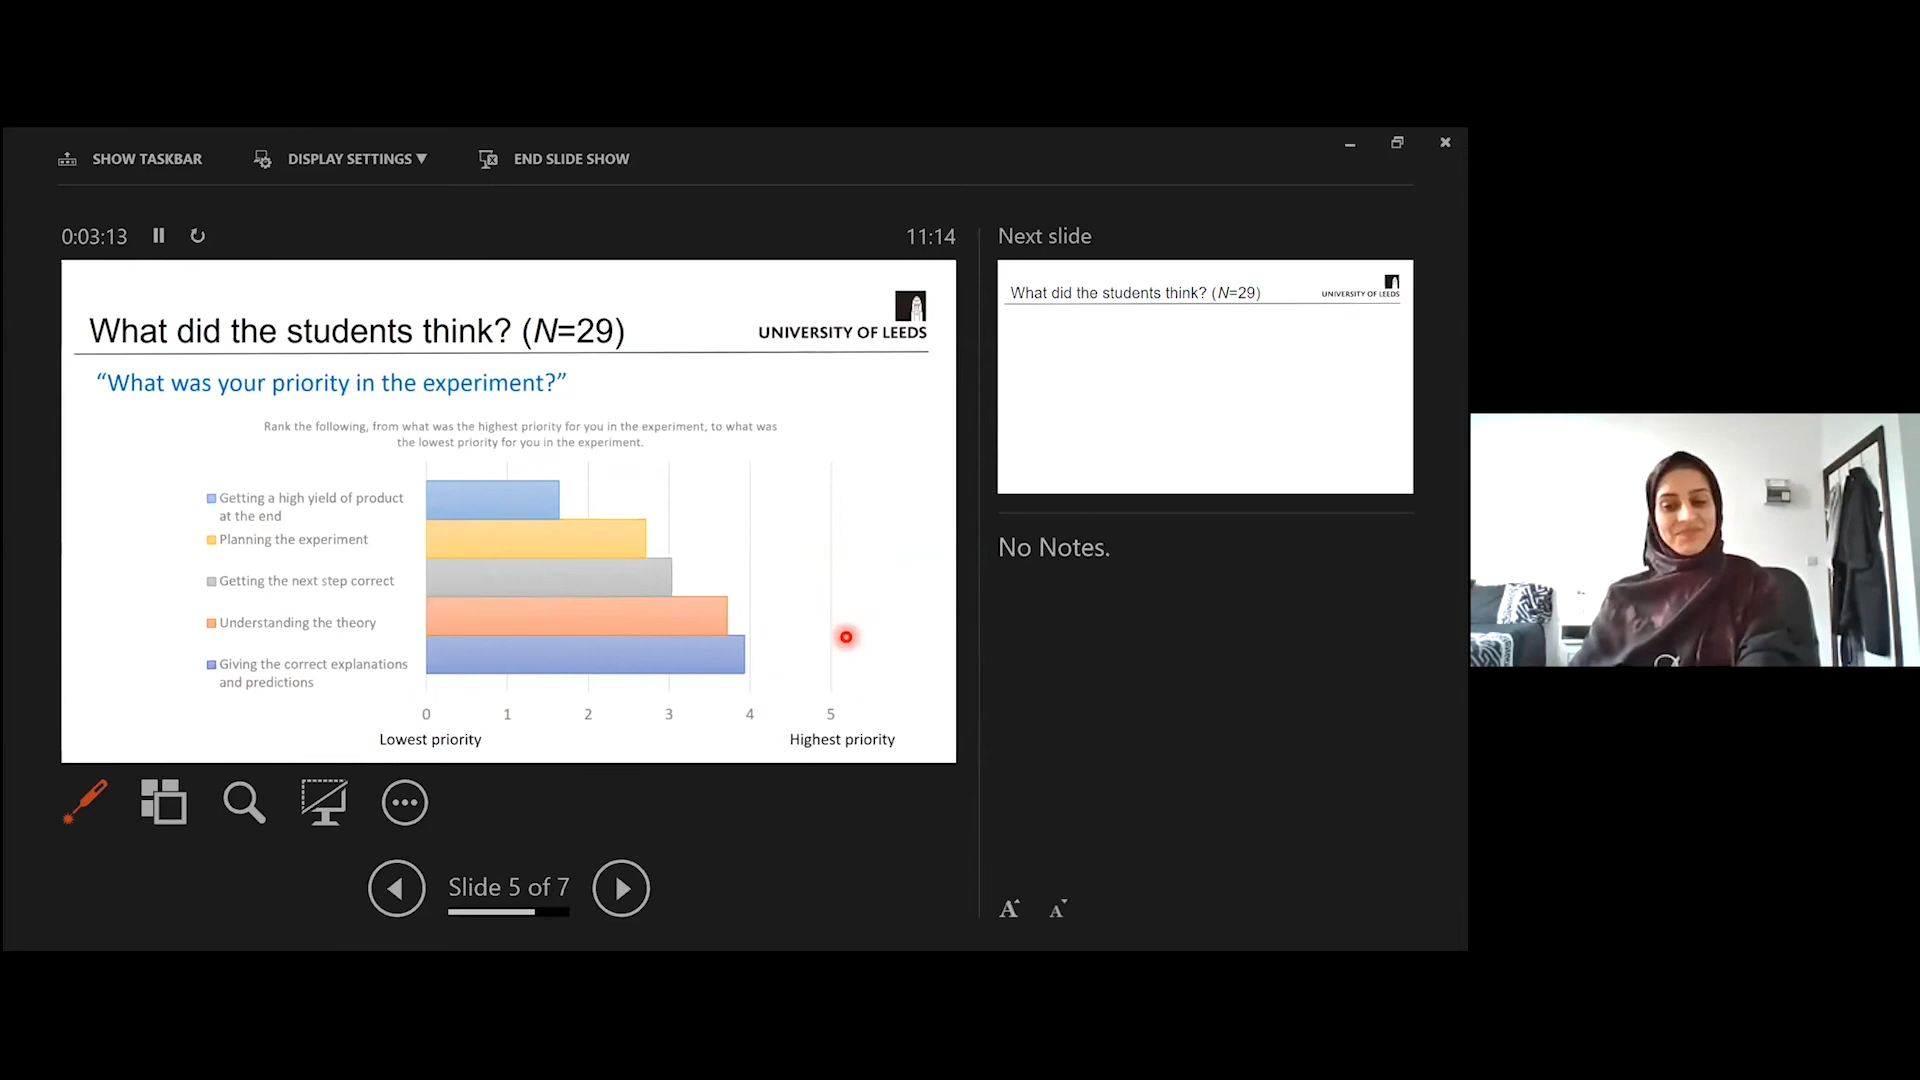 SHOW TASKBAR
DISPLAY SETTINGS ▼
END SLIDE SHOW
0:03:13
11:14
What did the students think? (N=29)
UNIVERSITY OF LEEDS
“What was your priority in the experiment?”
Rank the following, from what was the highest priority for you in the experiment, to what was
the lowest priority for you in the experiment.
Getting a high yield of product
at the end
Planning the experiment
Getting the next step correct
Understanding the theory
Giving the correct explanations
and predictions
0 1 2 3 4 5
Lowest priority
Highest priority
Slide 5 of 7
Next slide
What did the students think? (N=29)
UNIVERSITY OF LEEDS
No Notes.
A A